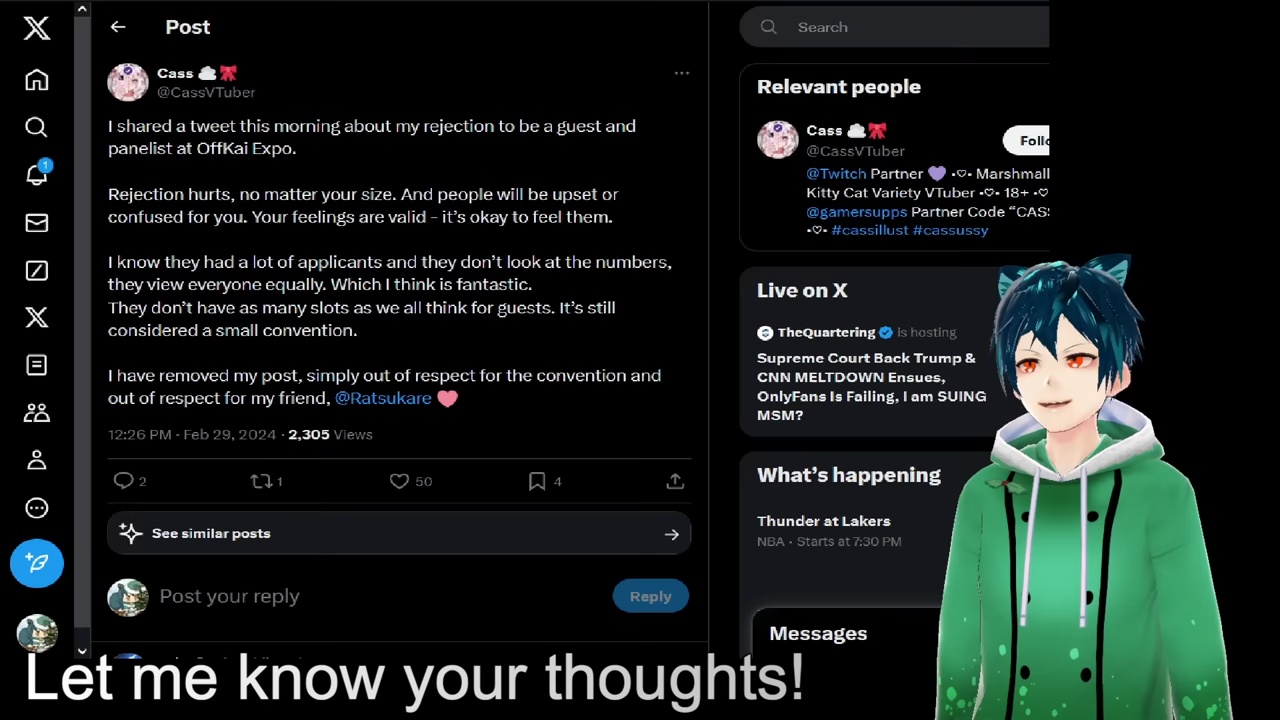 Post
Cass
@CassVTuber
I shared a tweet this morning about my rejection to be a guest and
panelist at OffKai Expo.
Rejection hurts, no matter your size. And people will be upset or
confused for you. Your feelings are valid - it's okay to feel them.
I know they had a lot of applicants and they don't look at the numbers,
they view everyone equally. Which I think is fantastic.
They don't have as many slots as we all think for guests. It's still
considered a small convention.
I have removed my post, simply out of respect for the convention and
out of respect for my friend, @Ratsukare
12:26 PM · Feb 29, 2024 · 2,305 Views
2 1 50 4
See similar posts
Post your reply
Reply
1
Search
Relevant people
Cass
@CassVTuber
Follo
@Twitch Partner 💜 •♡• Marshmall
Kitty Cat Variety VTuber •♡• 18+ •♡
@gamersupps Partner Code "CAS
•♡• #cassillust #cassussy
Live on X
TheQuartering is hosting
Supreme Court Back Trump &
CNN MELTDOWN Ensues,
OnlyFans Is Failing, I am SUING
MSM?
What's happening
Thunder at Lakers
NBA · Starts at 7:30 PM
Messages
Let me know your thoughts!